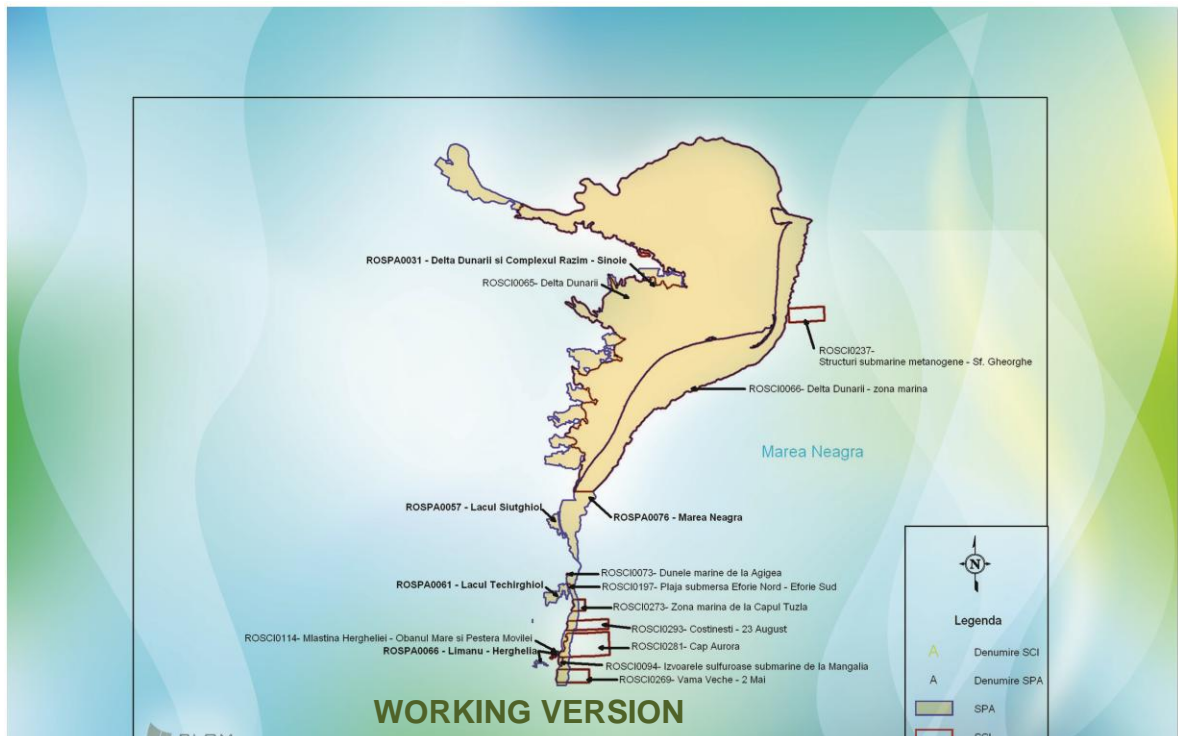 ROSPA0031 - Delta Dunarii si Complexul Razim - Sinoie
ROSCI0065- Delta Dunarii
ROSCI0237-
Structuri submarine metanogene - Sf. Gheorghe
ROSCI0066- Delta Dunarii - zona marina
Marea Neagra
ROSPA0057 - Lacul Siutghiol
ROSPA0076 - Marea Neagra
ROSCI0073- Dunele marine de la Agigea
ROSPA0061 - Lacul Techirghiol
ROSCI0197- Plaja submersa Eforie Nord - Eforie Sud
ROSCI0273- Zona marina de la Capul Tuzla
ROSCI0293- Costinesti - 23 August
ROSCI0114- Mlastina Hergheliei - Obanul Mare si Pestera Movilei
ROSCI0281- Cap Aurora
ROSPA0066 - Limanu - Herghelia
ROSCI0094- Izvoarele sulfuroase submarine de la Mangalia
ROSCI0269- Vama Veche - 2 Mai
WORKING VERSION
N
Legenda
A Denumire SCI
A Denumire SPA
SPA